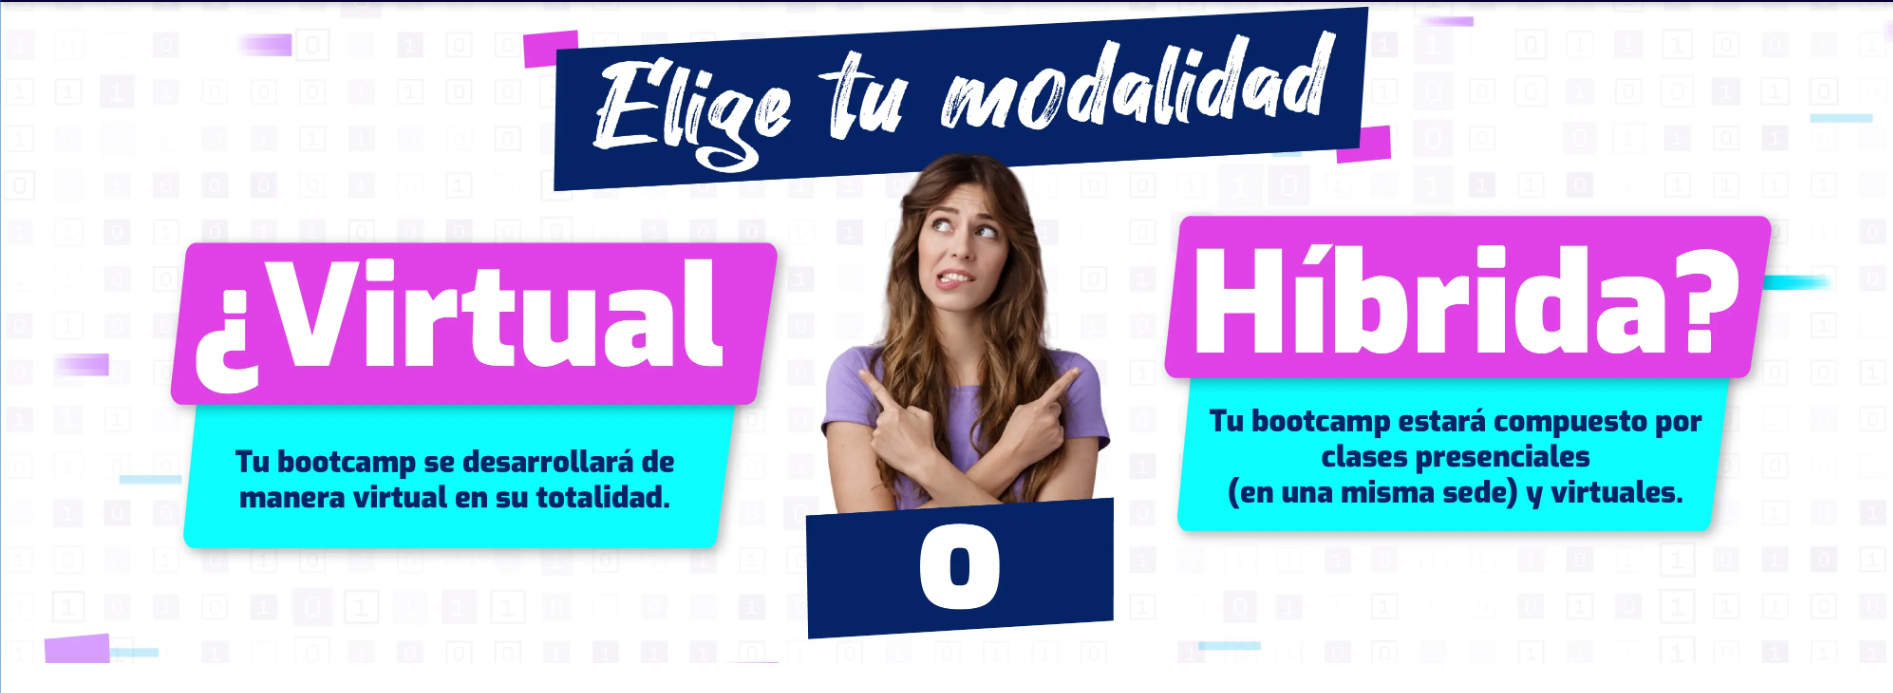 Elige tu modalidad
¿Virtual
Tu bootcamp se desarrollará de
manera virtual en su totalidad.
O
Híbrida?
Tu bootcamp estará compuesto por
clases presenciales
(en una misma sede) y virtuales.